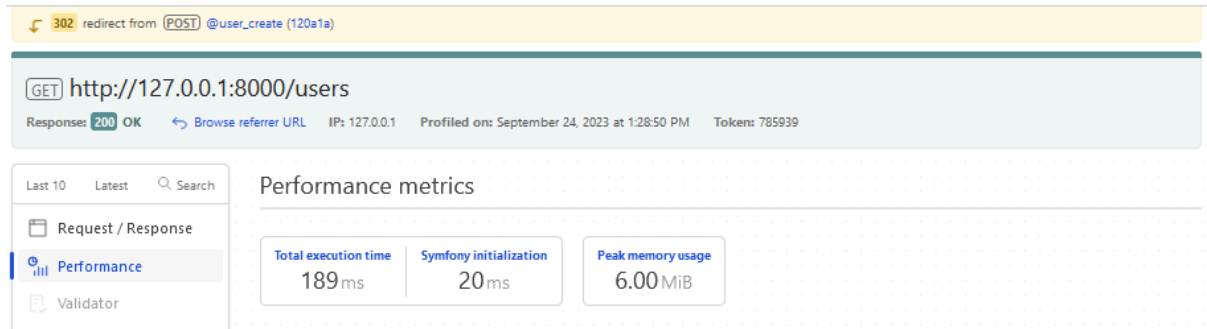 302 redirect from POST @user_create (120a1a)
GET http://127.0.0.1:8000/users
Response: 200 OK Browse referrer URL IP: 127.0.0.1 Profiled on: September 24, 2023 at 1:28:50 PM Token: 785939
Last 10 Latest Search
Request / Response
Performance
Validator
Performance metrics
Total execution time Symfony initialization Peak memory usage
189 ms 20 ms 6.00 MiB